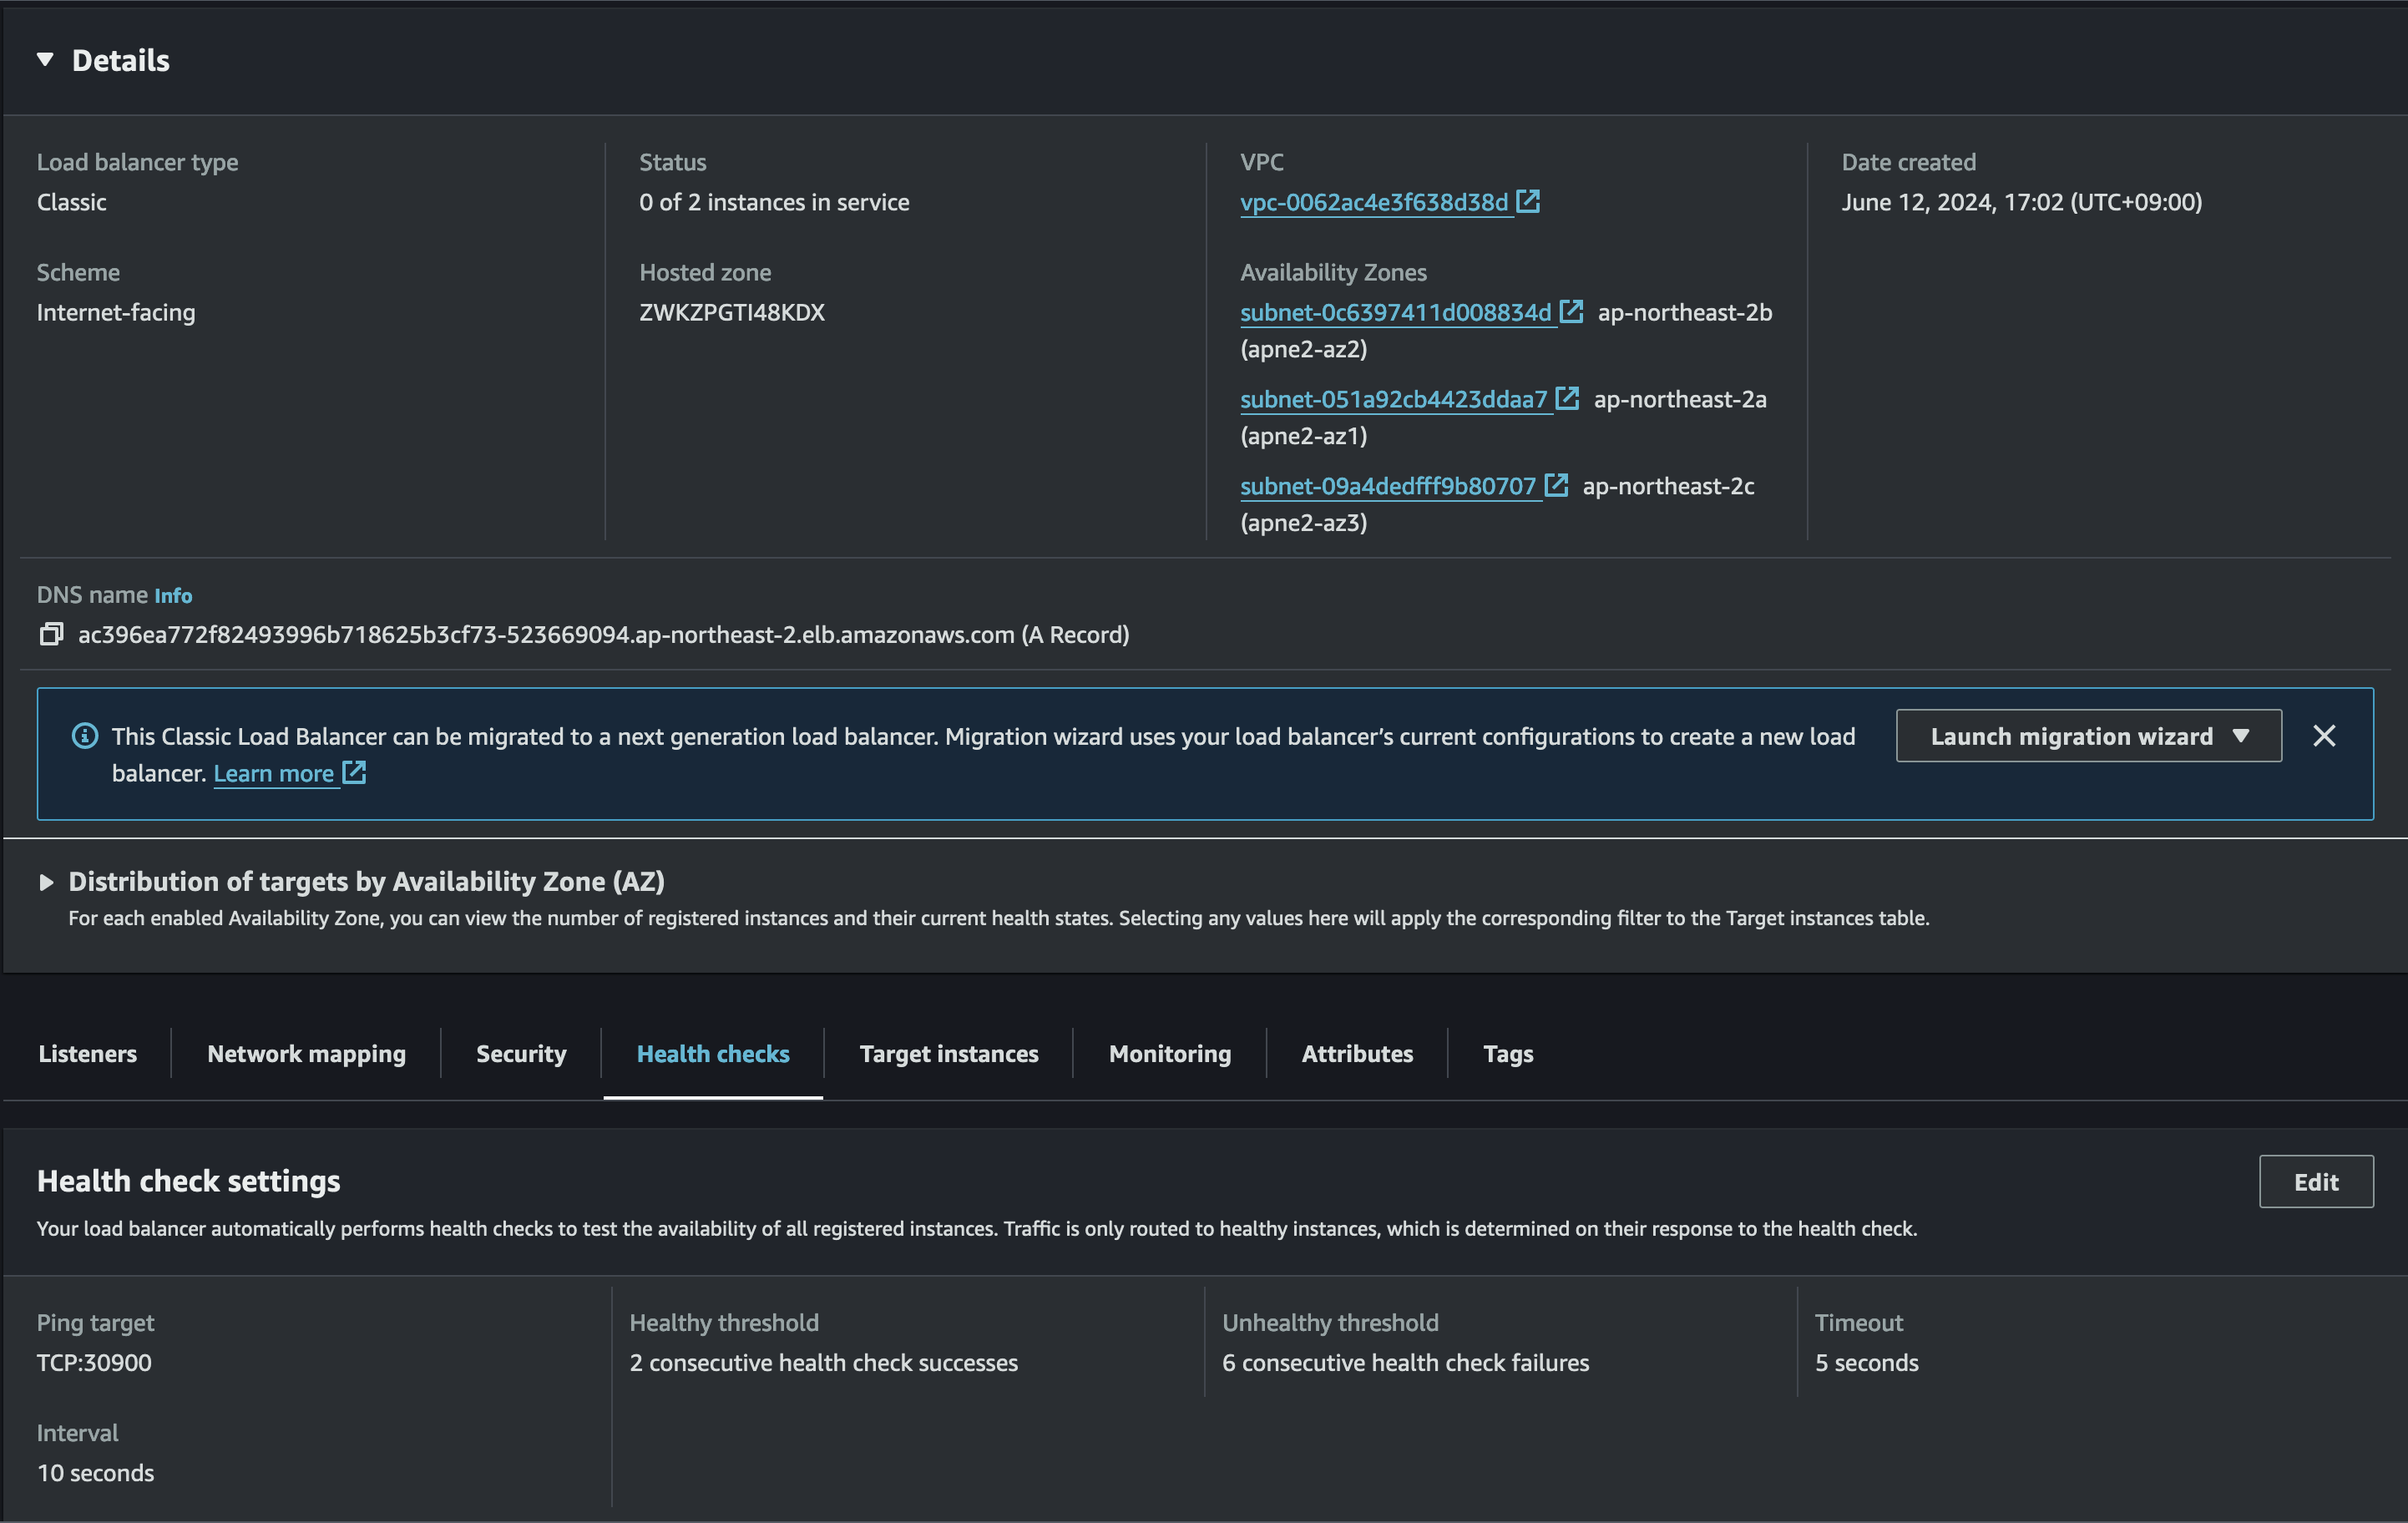 Details
Load balancer type
Classic
Status
0 of 2 instances in service
VPC
vpc-0062ac4e3f638d38d
Date created
June 12, 2024, 17:02 (UTC+09:00)
Scheme
Internet-facing
Hosted zone
ZWKZPGTI48KDX
Availability Zones
subnet-0c6397411d008834d ap-northeast-2b
(apne2-az2)
subnet-051a92cb4423ddaa7 ap-northeast-2a
(apne2-az1)
subnet-09a4dedfff9b80707 ap-northeast-2c
(apne2-az3)
DNS name Info
ac396ea772f82493996b718625b3cf73-523669094.ap-northeast-2.elb.amazonaws.com (A Record)
This Classic Load Balancer can be migrated to a next generation load balancer. Migration wizard uses your load balancer’s current configurations to create a new load
balancer. Learn more
Launch migration wizard
Distribution of targets by Availability Zone (AZ)
For each enabled Availability Zone, you can view the number of registered instances and their current health states. Selecting any values here will apply the corresponding filter to the Target instances table.
Listeners
Network mapping
Security
Health checks
Target instances
Monitoring
Attributes
Tags
Health check settings
Edit
Your load balancer automatically performs health checks to test the availability of all registered instances. Traffic is only routed to healthy instances, which is determined on their response to the health check.
Ping target
TCP:30900
Healthy threshold
2 consecutive health check successes
Unhealthy threshold
6 consecutive health check failures
Timeout
5 seconds
Interval
10 seconds